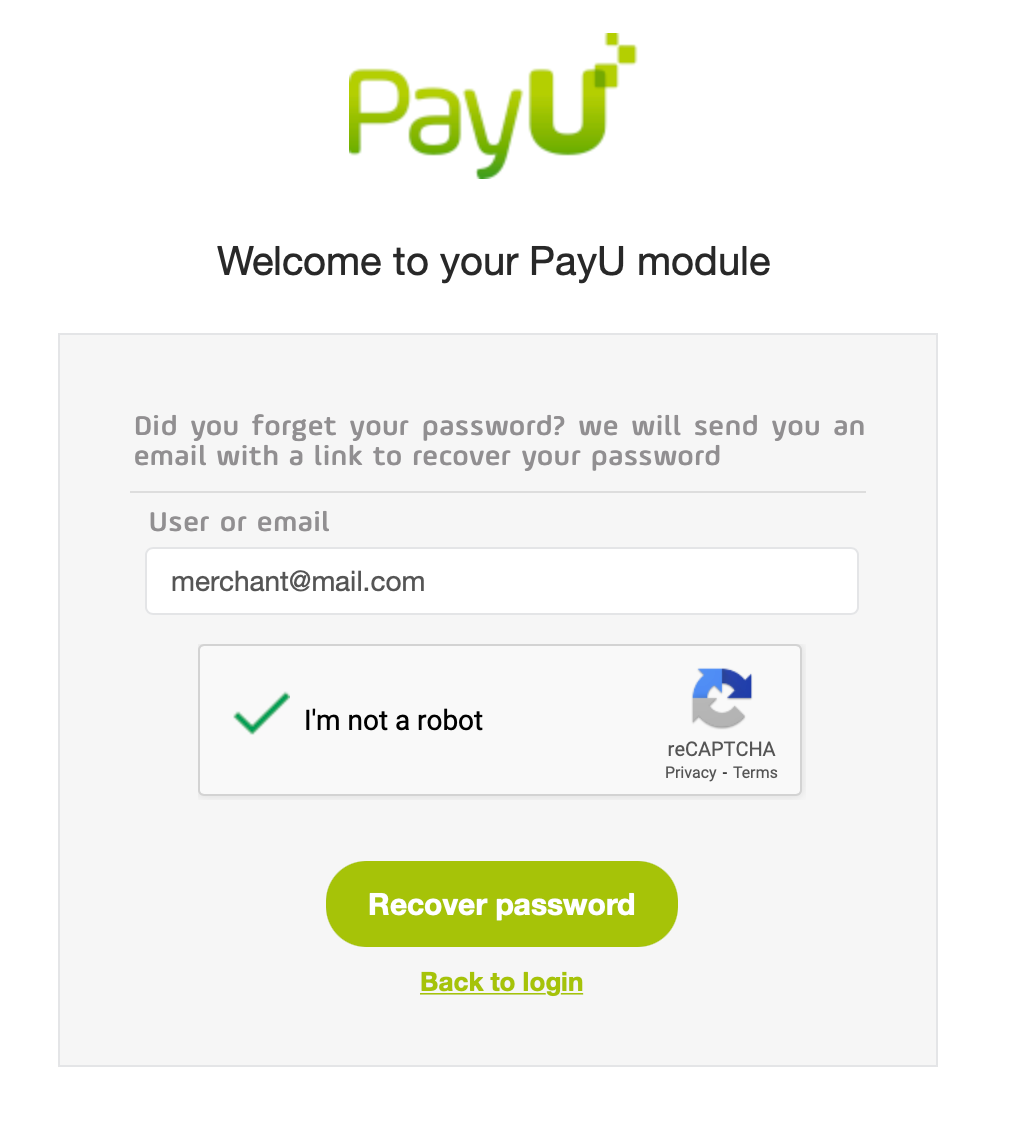 PayU
Welcome to your PayU module
Did you forget your password? we will send you an
email with a link to recover your password
User or email
merchant@mail.com
I'm not a robot
reCAPTCHA
Privacy - Terms
Recover password
Back to login